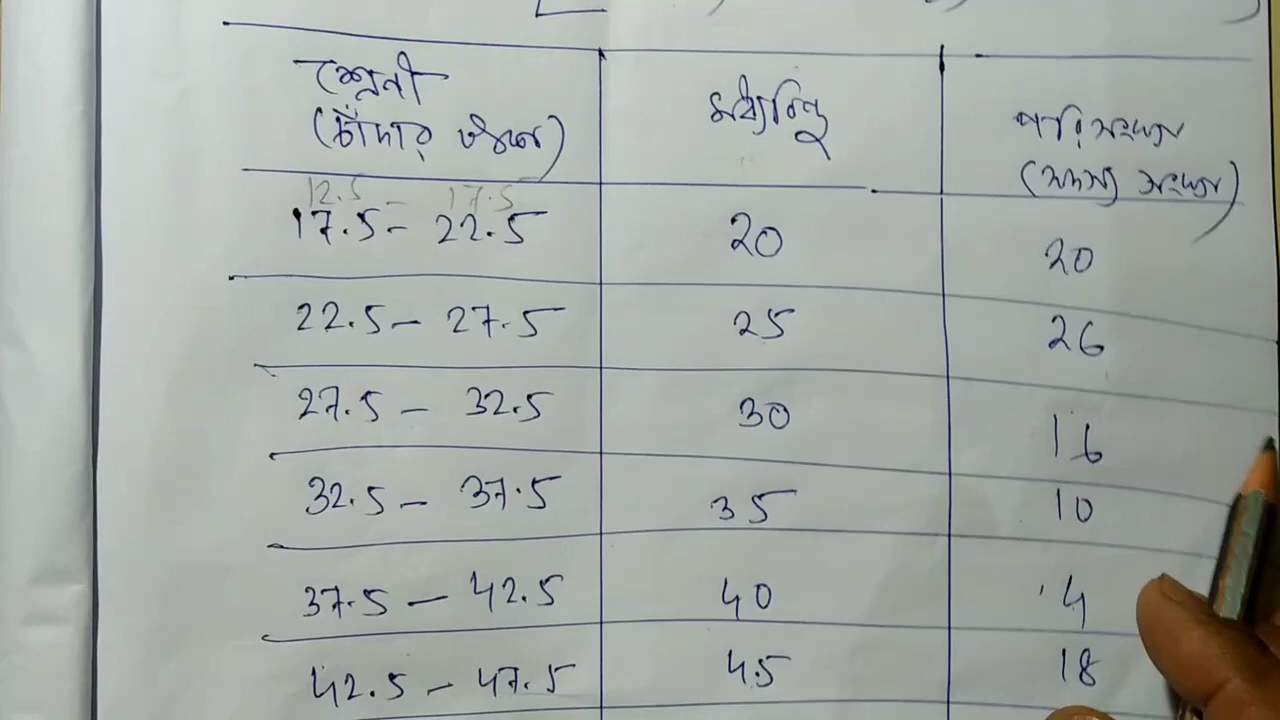 শ্রেণী মধ্যবিন্দু পরিসংখ্যা
(চাঁদার অঙ্কে) (সদস্য সংখ্যা)
12.5 - 17.5
17.5 - 22.5 20 20
22.5 - 27.5 25 26
27.5 - 32.5 30 16
32.5 - 37.5 35 10
37.5 - 42.5 40 4
42.5 - 47.5 45 18